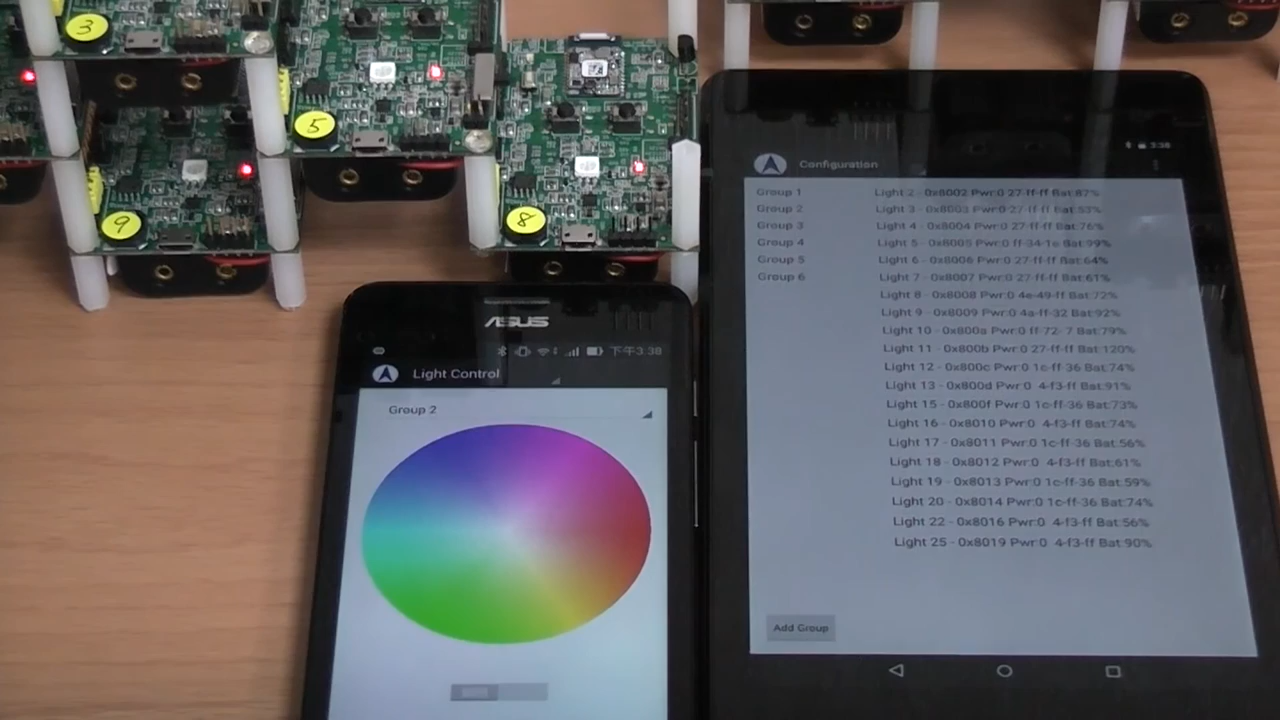 3
5
8
9
3:38
Configuration
Group 1
Group 2
Group 3
Group 4
Group 5
Group 6
Light 2 - 0x8002 Pwr:0 27-ff-ff Bat:87%
Light 3 - 0x8003 Pwr:0 27-ff-ff Bat:53%
Light 4 - 0x8004 Pwr:0 27-ff-ff Bat:76%
Light 5 - 0x8005 Pwr:0 ff-34-1e Bat:99%
Light 6 - 0x8006 Pwr:0 27-ff-ff Bat:64%
Light 7 - 0x8007 Pwr:0 27-ff-ff Bat:61%
Light 8 - 0x8008 Pwr:0 4e-49-ff Bat:72%
Light 9 - 0x8009 Pwr:0 4a-ff-32 Bat:92%
Light 10 - 0x800a Pwr:0 ff-72- 7 Bat:79%
Light 11 - 0x800b Pwr:0 27-ff-ff Bat:120%
Light 12 - 0x800c Pwr:0 1c-ff-36 Bat:74%
Light 13 - 0x800d Pwr:0 4-f3-ff Bat:91%
Light 15 - 0x800f Pwr:0 1c-ff-36 Bat:73%
Light 16 - 0x8010 Pwr:0 4-f3-ff Bat:74%
Light 17 - 0x8011 Pwr:0 1c-ff-36 Bat:56%
Light 18 - 0x8012 Pwr:0 4-f3-ff Bat:61%
Light 19 - 0x8013 Pwr:0 1c-ff-36 Bat:59%
Light 20 - 0x8014 Pwr:0 1c-ff-36 Bat:74%
Light 22 - 0x8016 Pwr:0 4-f3-ff Bat:56%
Light 25 - 0x8019 Pwr:0 4-f3-ff Bat:90%
Add Group
ASUS
下午3:38
Light Control
Group 2